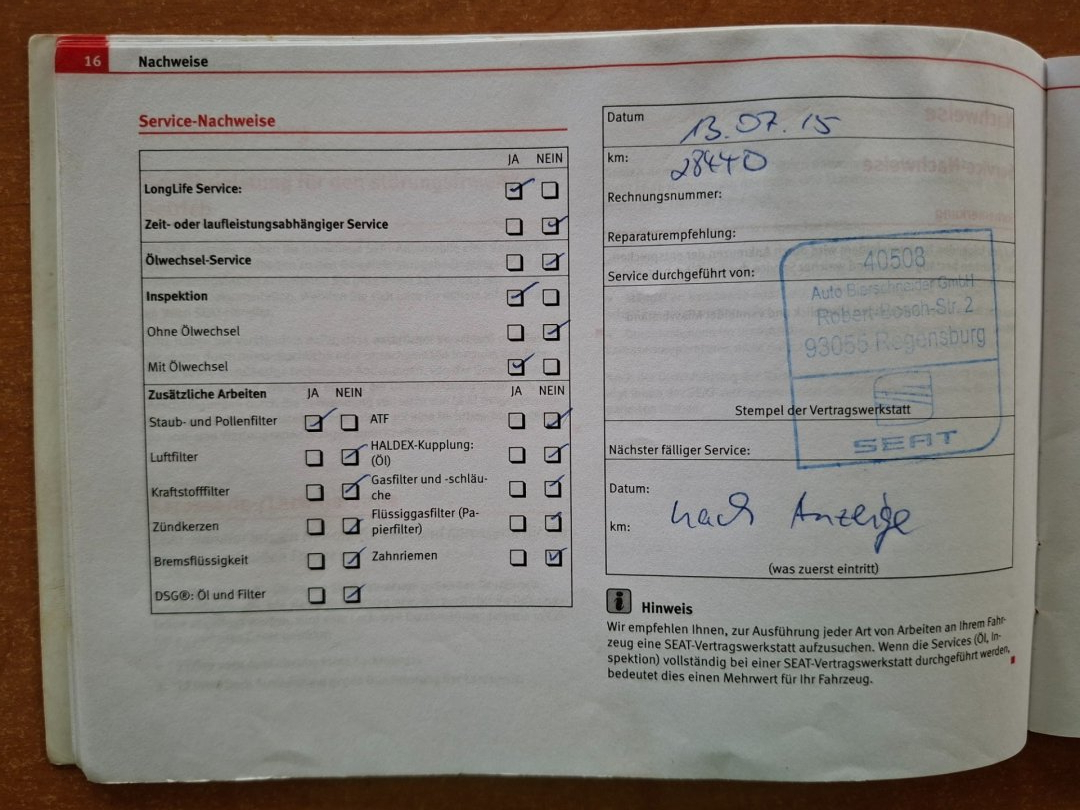 16 Nachweise
Service-Nachweise
JA NEIN
LongLife Service:
Zeit- oder laufleistungsabhängiger Service
Ölwechsel-Service
Inspektion
Ohne Ölwechsel
Mit Ölwechsel
Zusätzliche Arbeiten JA NEIN JA NEIN
Staub- und Pollenfilter ATF
Luftfilter HALDEX-Kupplung:
(Öl)
Kraftstofffilter Gasfilter und -schläu-
che
Zündkerzen Flüssiggasfilter (Pa-
pierfilter)
Bremsflüssigkeit Zahnriemen
DSG®: Öl und Filter
Datum 13.07.15
km: 28440
Rechnungsnummer:
Reparaturempfehlung:
Service durchgeführt von:
40508
Auto Bierschneider GmbH
Robert-Bosch-Str. 2
93055 Regensburg
Stempel der Vertragswerkstatt
SEAT
Nächster fälliger Service:
Datum:
km: nach Anzeige
(was zuerst eintritt)
Hinweis
Wir empfehlen Ihnen, zur Ausführung jeder Art von Arbeiten an Ihrem Fahr-
zeug eine SEAT-Vertragswerkstatt aufzusuchen. Wenn die Services (Öl, In-
spektion) vollständig bei einer SEAT-Vertragswerkstatt durchgeführt werden,
bedeutet dies einen Mehrwert für Ihr Fahrzeug.